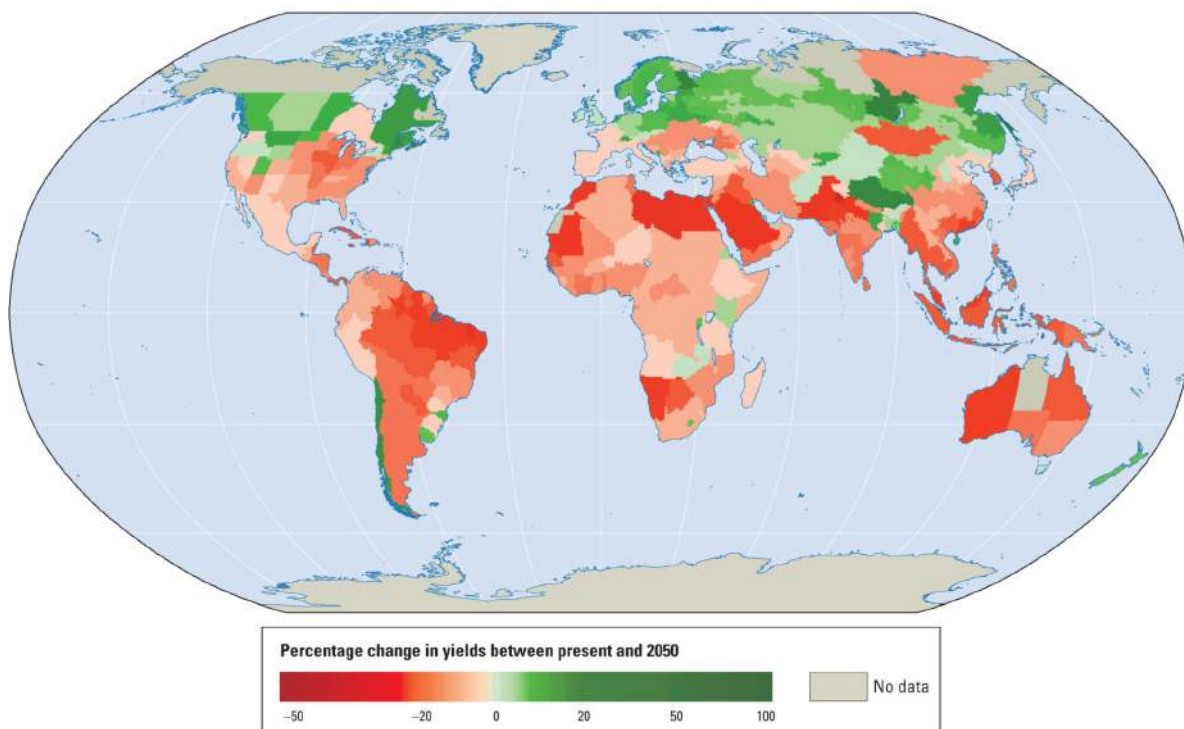 Percentage change in yields between present and 2050
No data
–50 –20 0 20 50 100